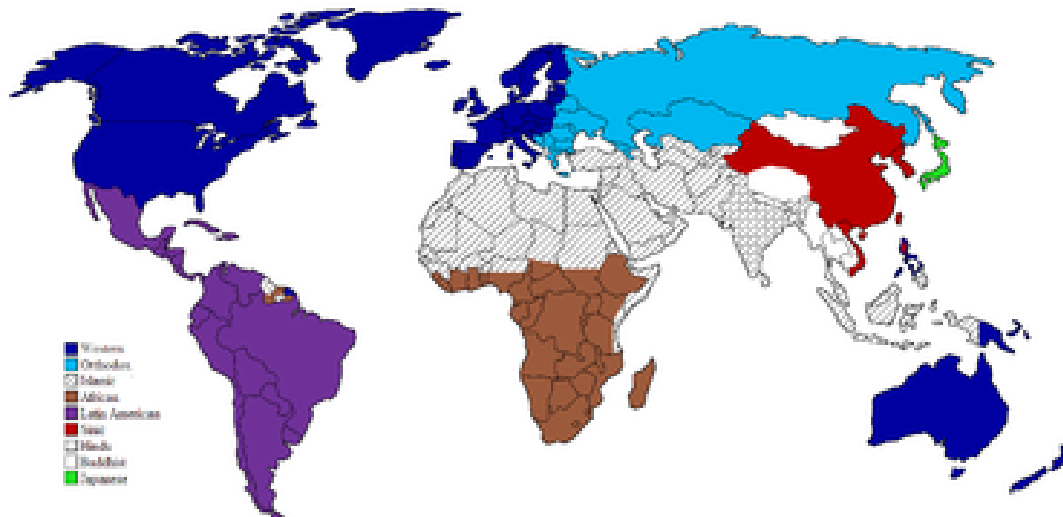 Western
Orthodox
Islamic
African
Latin American
Sinic
Hindu
Buddhist
Japanese